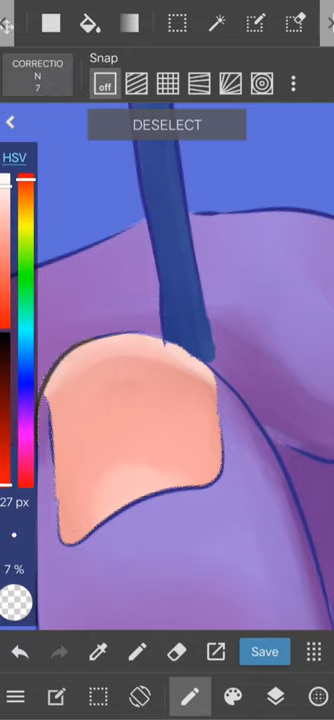 Snap
CORRECTIO
N
7
off
DESELECT
HSV
27 px
7 %
Save